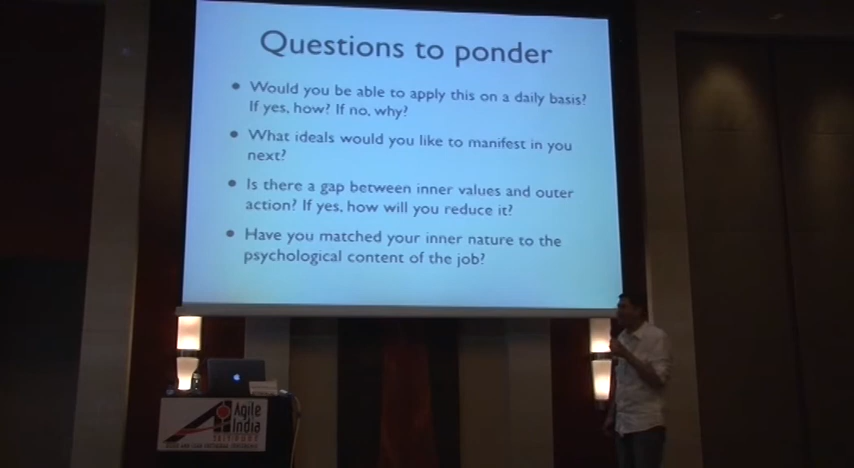 Questions to ponder
Would you be able to apply this on a daily basis?
If yes, how? If no, why?
What ideals would you like to manifest in you
next?
Is there a gap between inner values and outer
action? If yes, how will you reduce it?
Have you matched your inner nature to the
psychological content of the job?
Agile
India